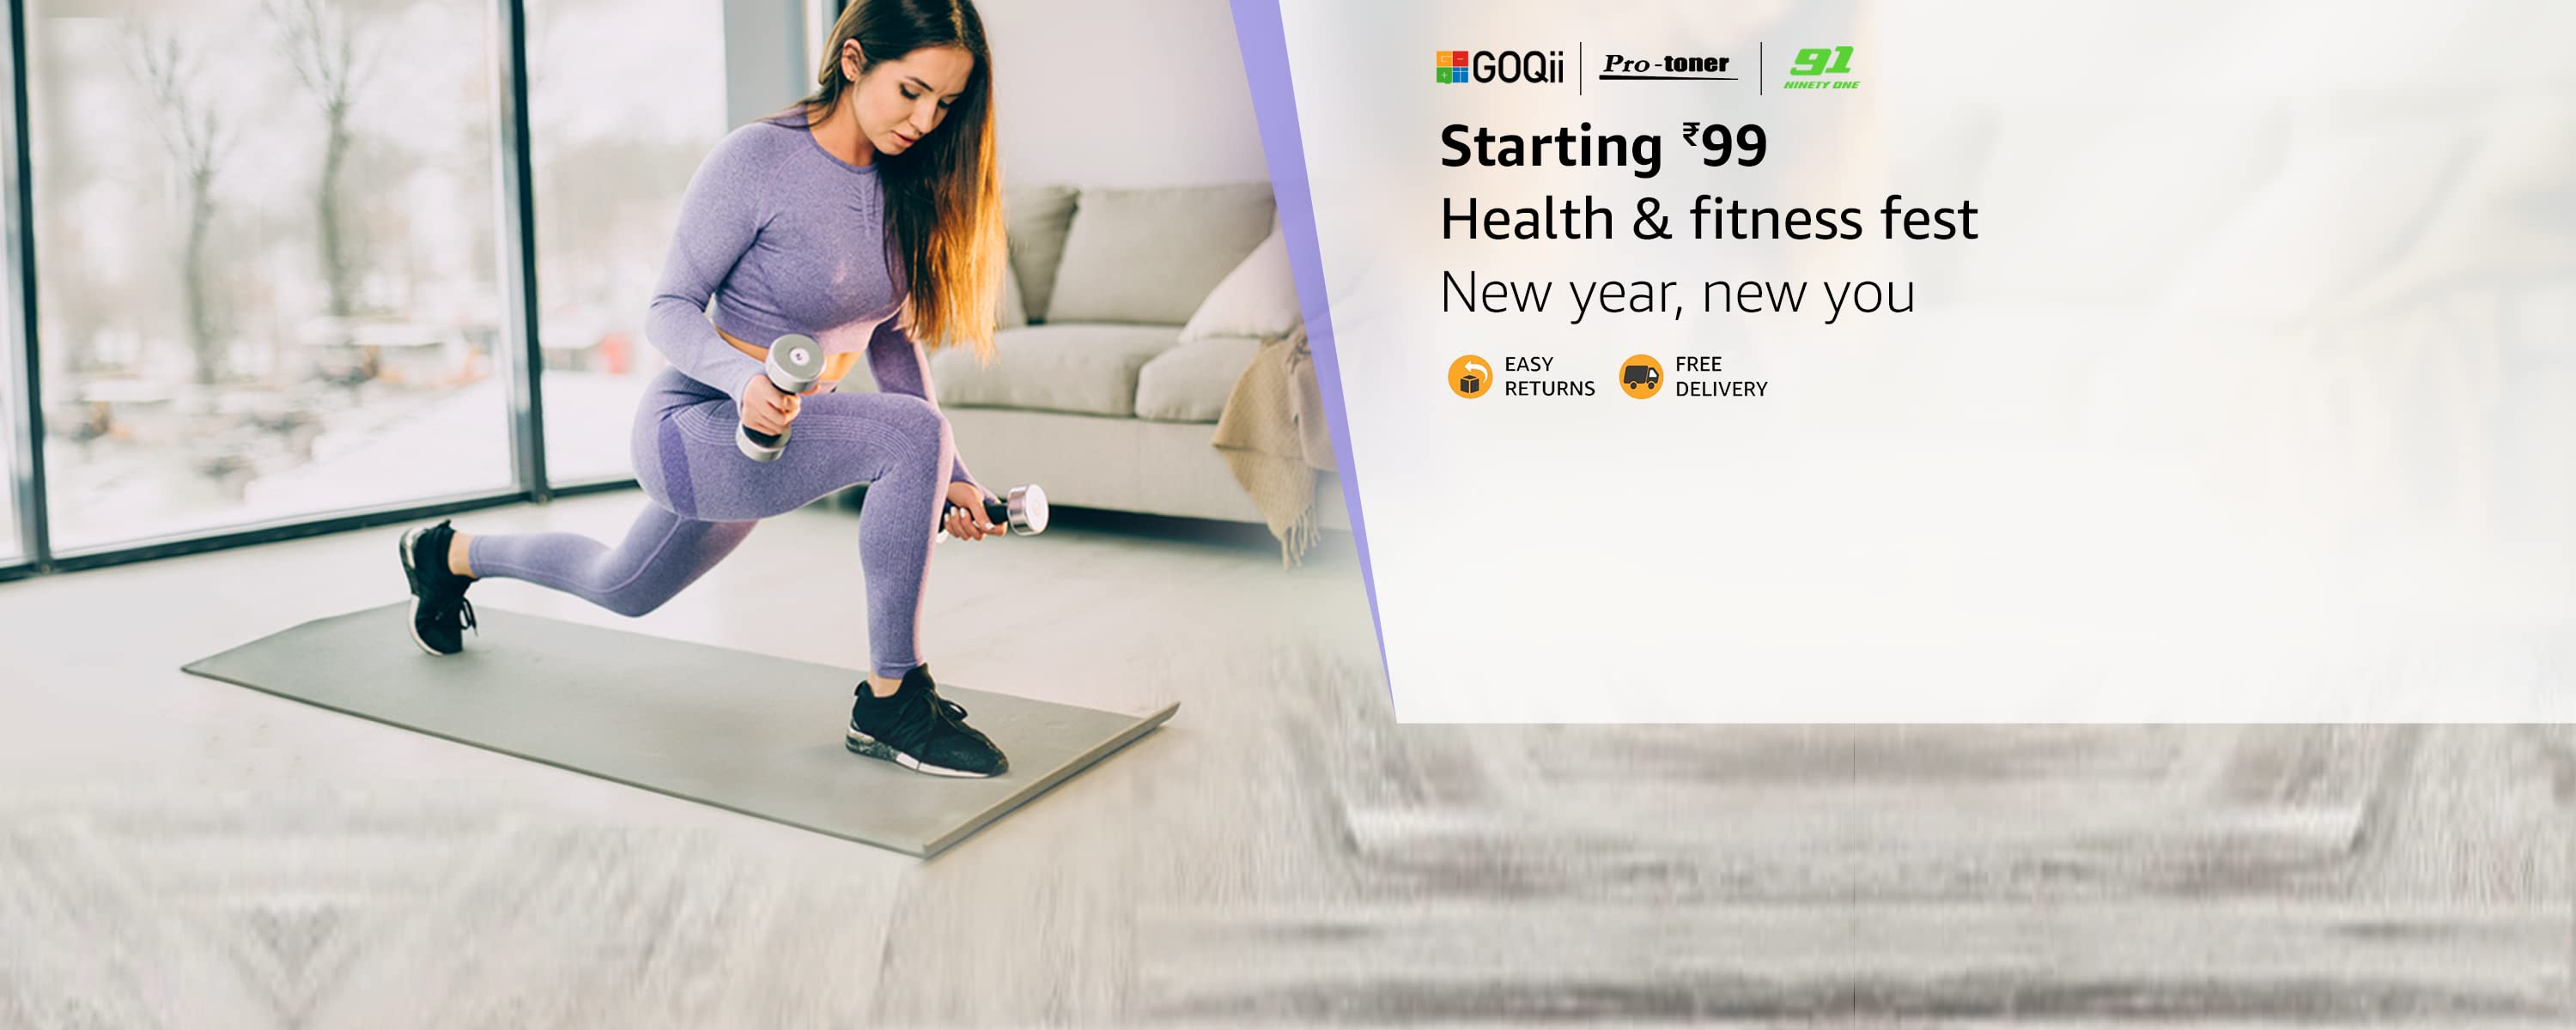 GOQii
Pro-toner
91
NINETY ONE
Starting ₹99
Health & fitness fest
New year, new you
EASY
RETURNS
FREE
DELIVERY